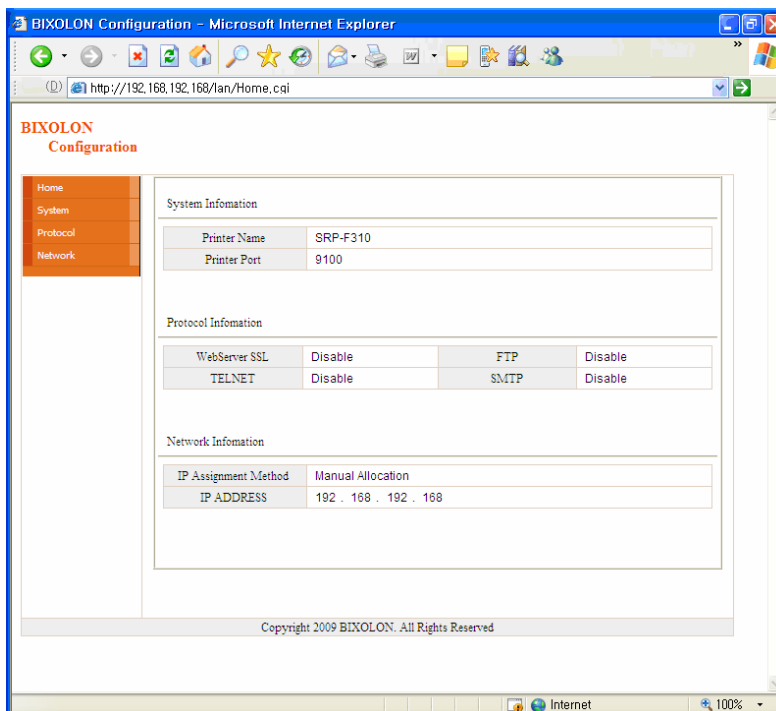 BIXOLON Configuration - Microsoft Internet Explorer
(D) http://192,168,192,168/lan/Home,cgi
BIXOLON
Configuration
Home
System
Protocol
Network
System Infomation
Printer Name SRP-F310
Printer Port 9100
Protocol Infomation
WebServer SSL Disable FTP Disable
TELNET Disable SMTP Disable
Network Infomation
IP Assignment Method Manual Allocation
IP ADDRESS 192 . 168 . 192 . 168
Copyright 2009 BIXOLON. All Rights Reserved
Internet 100%